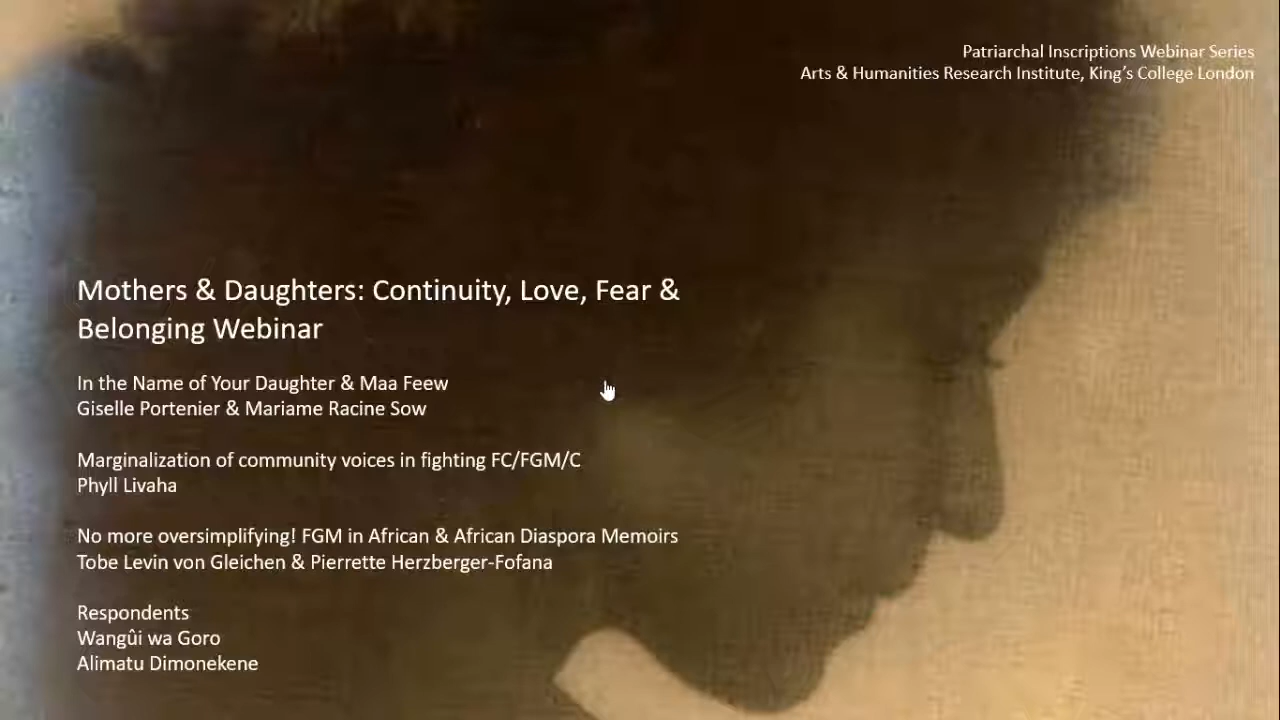 Patriarchal Inscriptions Webinar Series
Arts & Humanities Research Institute, King's College London
Mothers & Daughters: Continuity, Love, Fear &
Belonging Webinar
In the Name of Your Daughter & Maa Feew
Giselle Portenier & Mariame Racine Sow
Marginalization of community voices in fighting FC/FGM/C
Phyll Livaha
No more oversimplifying! FGM in African & African Diaspora Memoirs
Tobe Levin von Gleichen & Pierrette Herzberger-Fofana
Respondents
Wangûi wa Goro
Alimatu Dimonekene